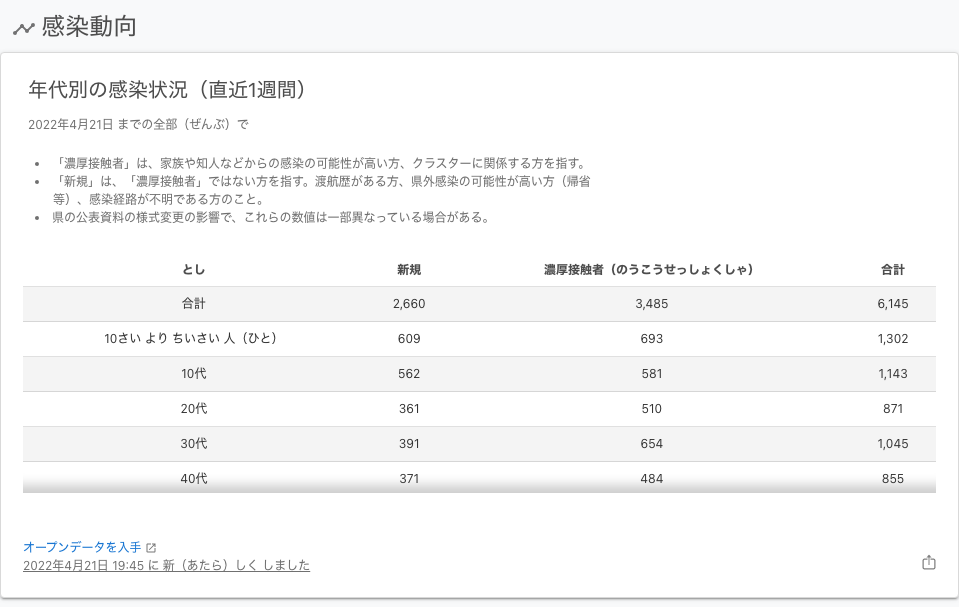 感染動向
年代別の感染状況（直近1週間）
2022年4月21日 までの全部（ぜんぶ）で
• 「濃厚接触者」は、家族や知人などからの感染の可能性が高い方、クラスターに関係する方を指す。
• 「新規」は、「濃厚接触者」ではない方を指す。渡航歴がある方、県外感染の可能性が高い方（帰省
等）、感染経路が不明である方のこと。
• 県の公表資料の様式変更の影響で、これらの数値は一部異なっている場合がある。
とし 新規 濃厚接触者（のうこうせっしょくしゃ） 合計
合計 2,660 3,485 6,145
10さい より ちいさい 人（ひと） 609 693 1,302
10代 562 581 1,143
20代 361 510 871
30代 391 654 1,045
40代 371 484 855
オープンデータを入手
2022年4月21日 19:45 に 新（あたら）しく しました